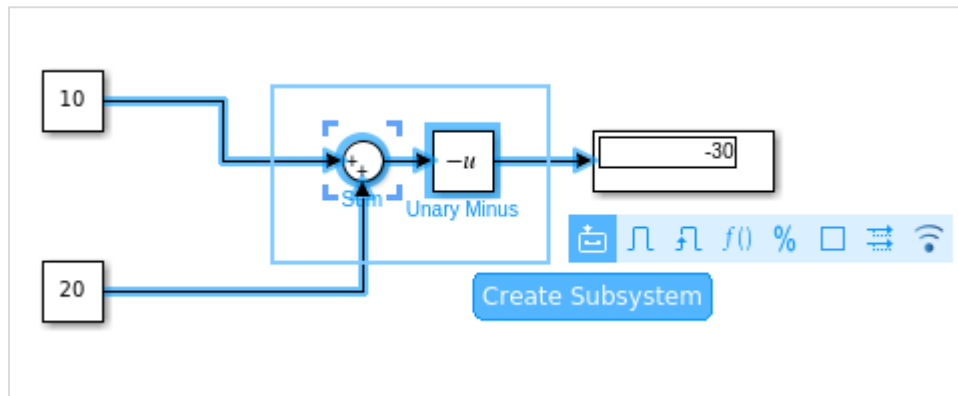 10
+
+
-u
-30
Sum
Unary Minus
f()
%
20
Create Subsystem